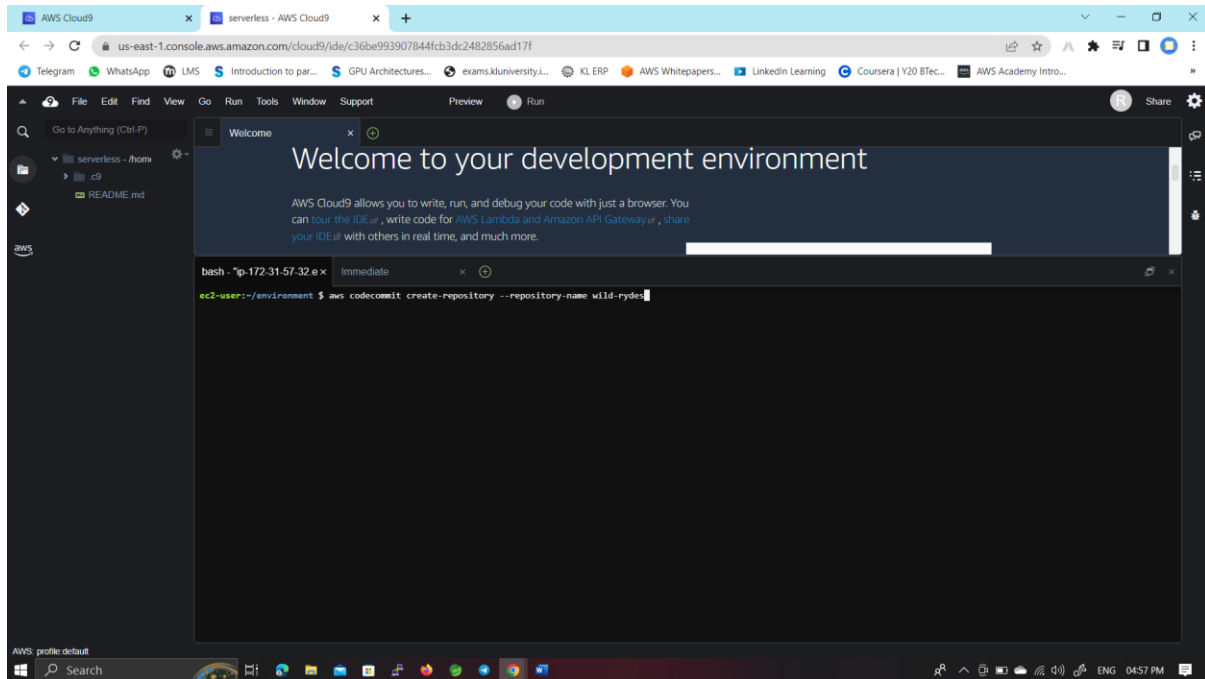 AWS Cloud9
serverless - AWS Cloud9
us-east-1.console.aws.amazon.com/cloud9/ide/c36be993907844fcb3dc2482856ad17f
Telegram WhatsApp LMS Introduction to par... GPU Architectures... exams.kluniversity.i... KL ERP AWS Whitepapers... LinkedIn Learning Coursera | Y20 BTec... AWS Academy Intro... »
File Edit Find View Go Run Tools Window Support Preview Run R Share
Go to Anything (Ctrl-P)
Welcome
serverless - /hom
.c9
README.md
aws
Welcome to your development environment
AWS Cloud9 allows you to write, run, and debug your code with just a browser. You
can tour the IDE, write code for AWS Lambda and Amazon API Gateway, share
your IDE with others in real time, and much more.
bash - "ip-172-31-57-32.e Immediate
ec2-user:~/environment $ aws codecommit create-repository --repository-name wild-rydes
AWS: profile:default
Search
ENG 04:57 PM